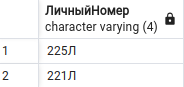 ЛичныйНомер
character varying (4)
1 225Л
2 221Л